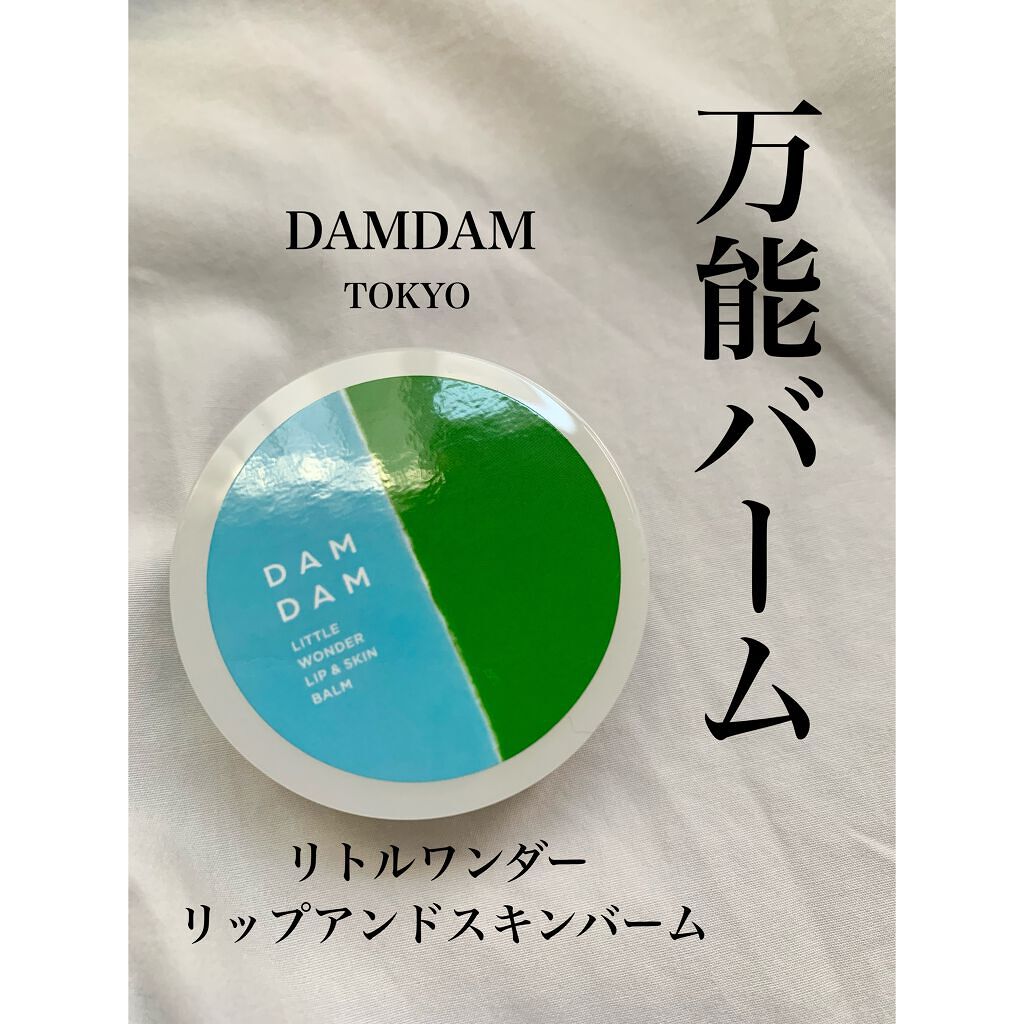 万能バーム
DAMDAM
TOKYO
DAM
DAM
LITTLE
WONDER
LIP & SKIN
BALM
リトルワンダー
リップアンドスキンバーム